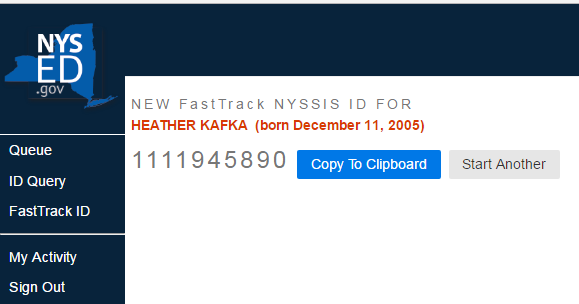 NYS
ED
.gov
Queue
ID Query
FastTrack ID
My Activity
Sign Out
NEW FastTrack NYSSIS ID FOR
HEATHER KAFKA (born December 11, 2005)
1111945890 Copy To Clipboard Start Another